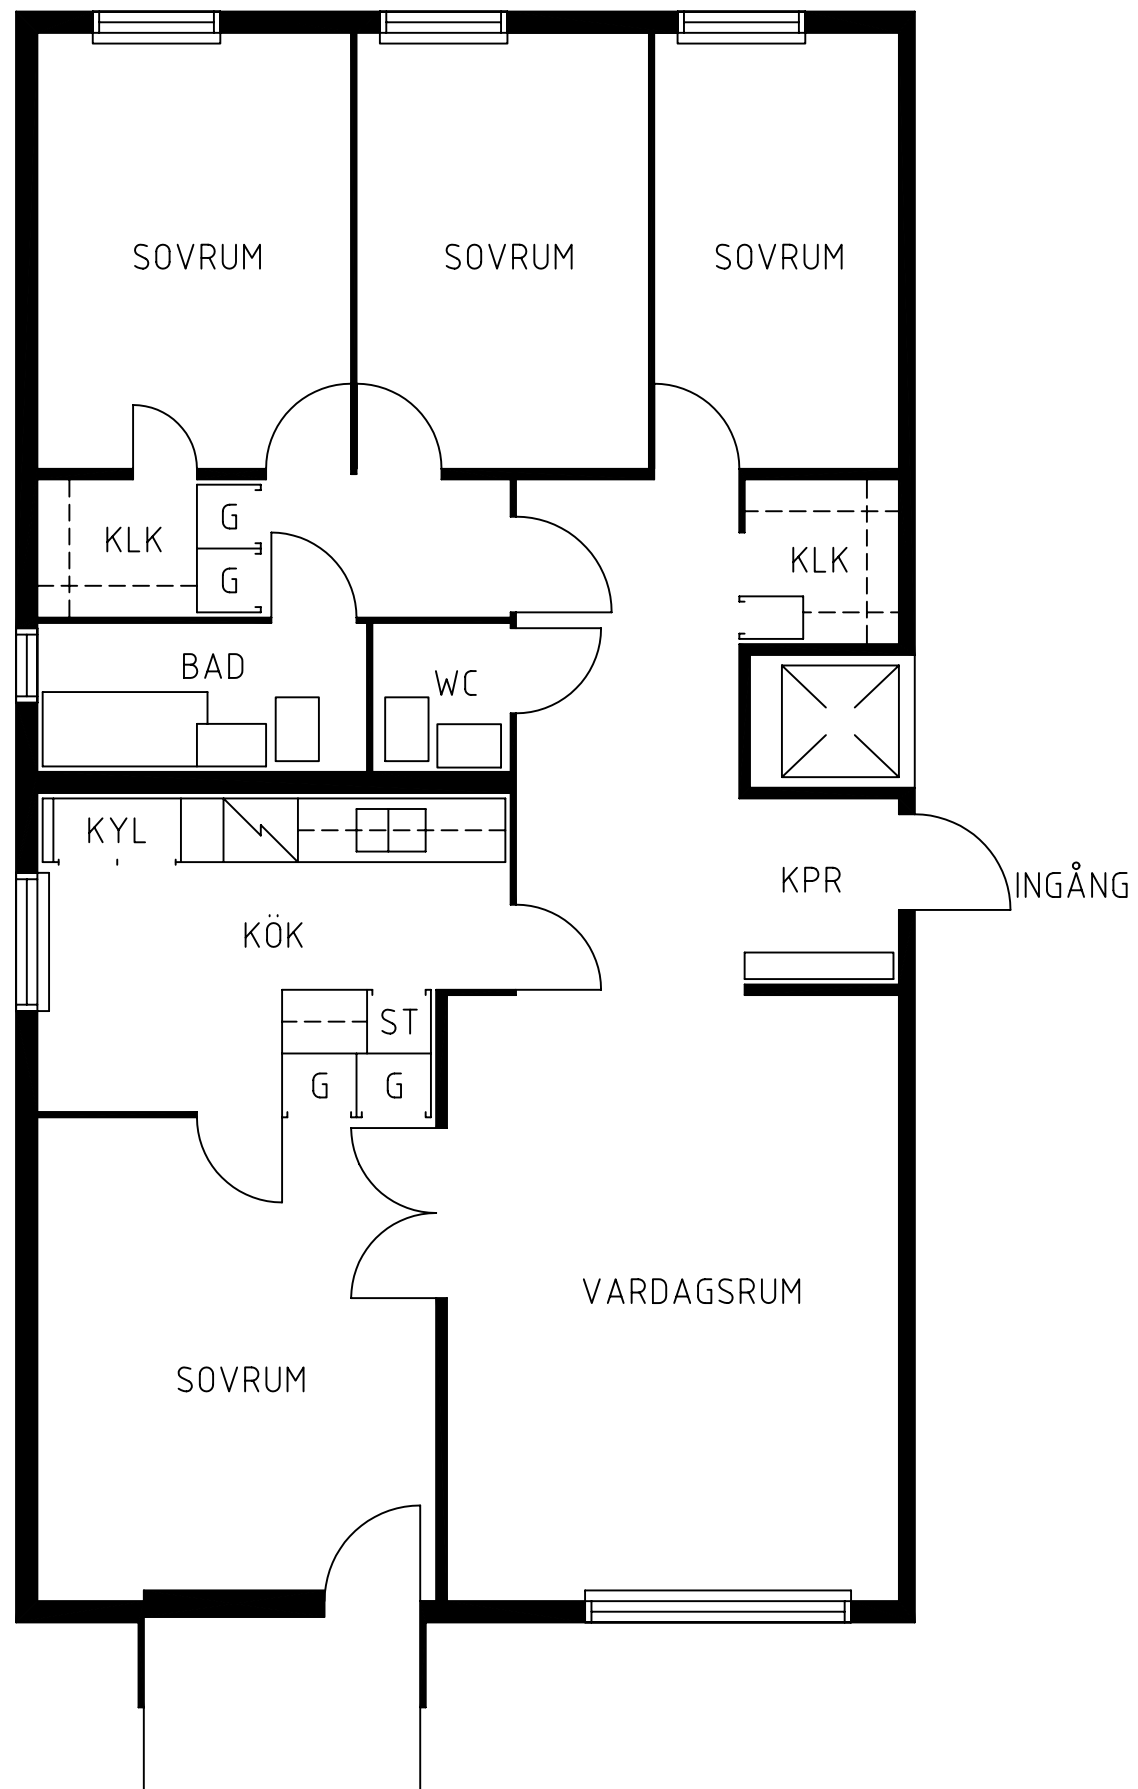 SOVRUM
SOVRUM
SOVRUM
G
KLK
KLK
G
BAD
WC
KYL
KPR
INGÅNG
KÖK
ST
G
G
VARDAGSRUM
SOVRUM